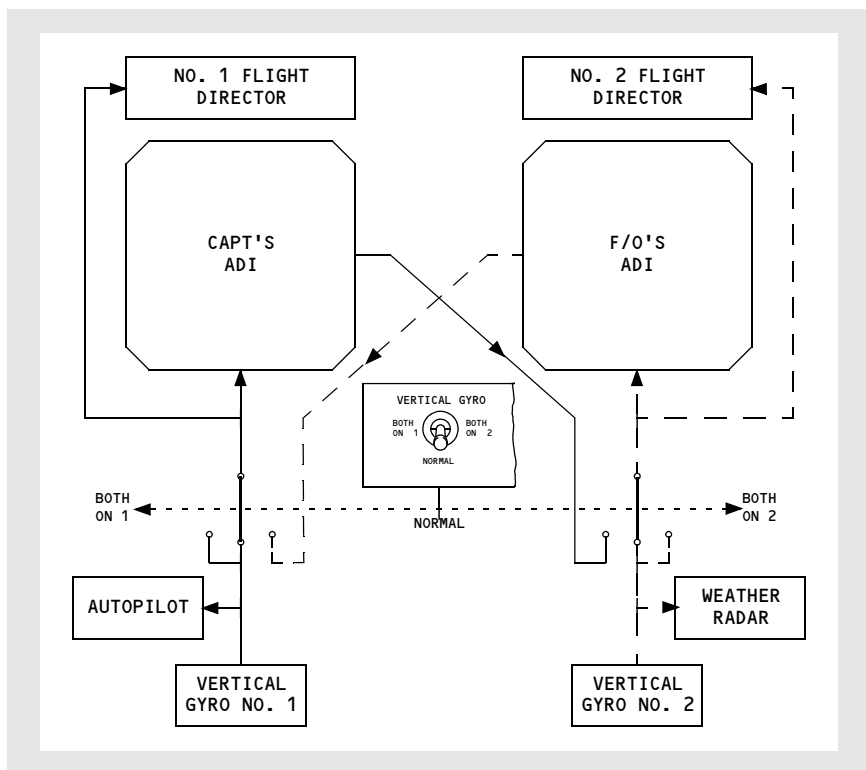 NO. 1 FLIGHT
DIRECTOR
NO. 2 FLIGHT
DIRECTOR
CAPT'S
ADI
F/O'S
ADI
VERTICAL GYRO
BOTH
ON 1
BOTH
ON 2
NORMAL
BOTH
ON 1
NORMAL
BOTH
ON 2
AUTOPILOT
WEATHER
RADAR
VERTICAL
GYRO NO. 1
VERTICAL
GYRO NO. 2